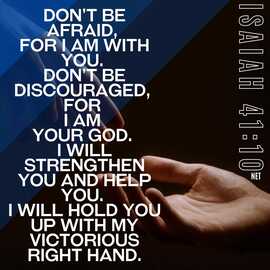 DON'T BE
AFRAID,
FOR I AM WITH
YOU.
DON'T BE
DISCOURAGED,
FOR
I AM
YOUR GOD.
I WILL
STRENGTHEN
YOU AND HELP
YOU.
I WILL HOLD YOU
UP WITH MY
VICTORIOUS
RIGHT HAND.
ISAIAH 41:10
NET